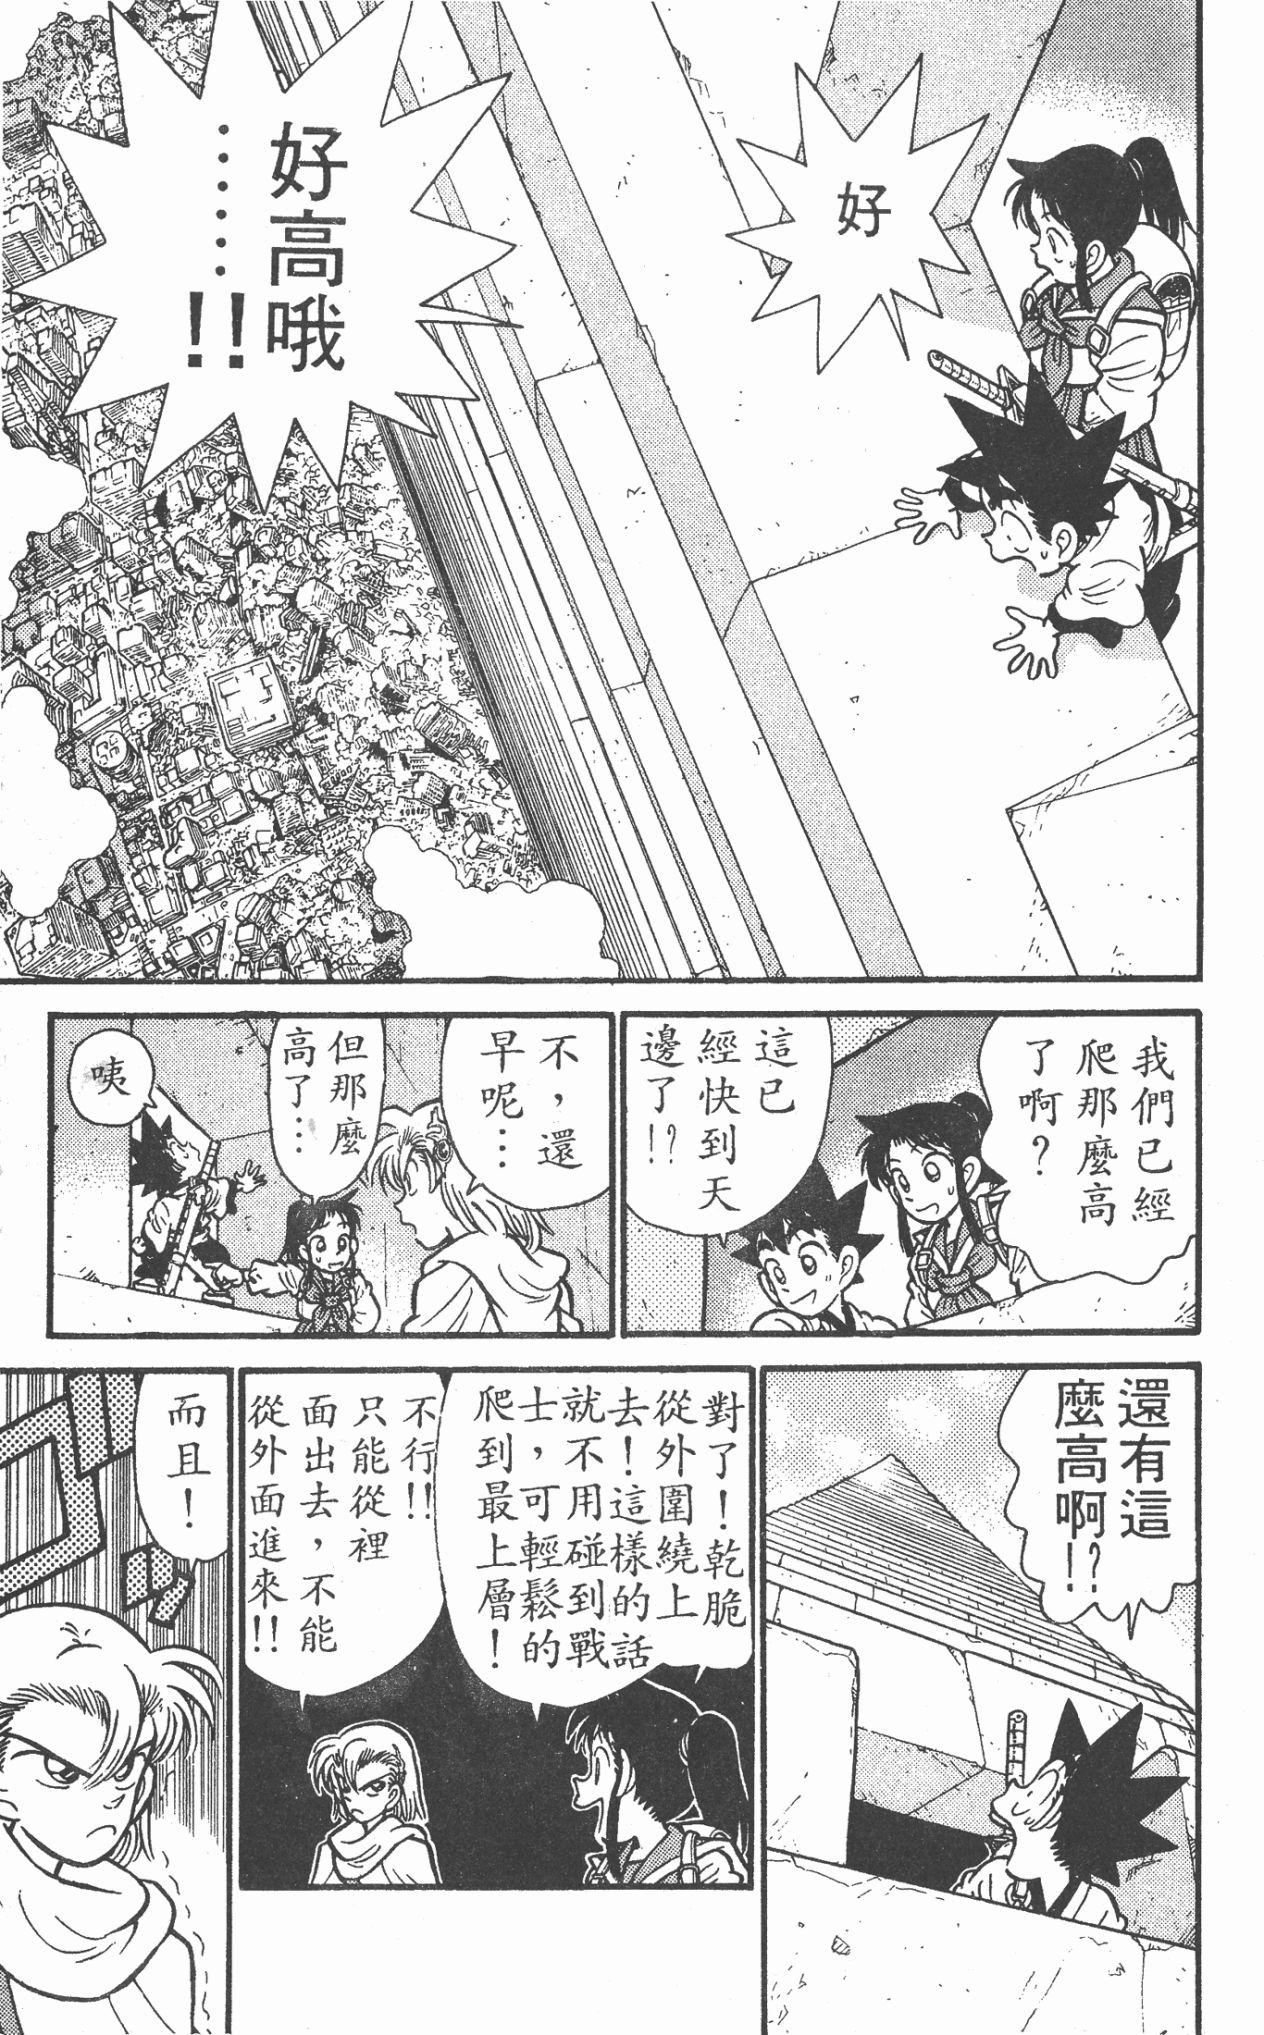 好
好高哦
……!!
我們已經
爬那麼高
了啊?
這已
經快到天
邊了!?
不，還
早呢…
但那麼
高了…
咦
還有這
麼高啊!?
對了！乾脆
從外圍繞上
去！這樣的話
就不用碰到戰
士，可輕鬆的
爬到最上層！
不行!!
只能從裡
面出去，不能
從外面進來!!
而且！